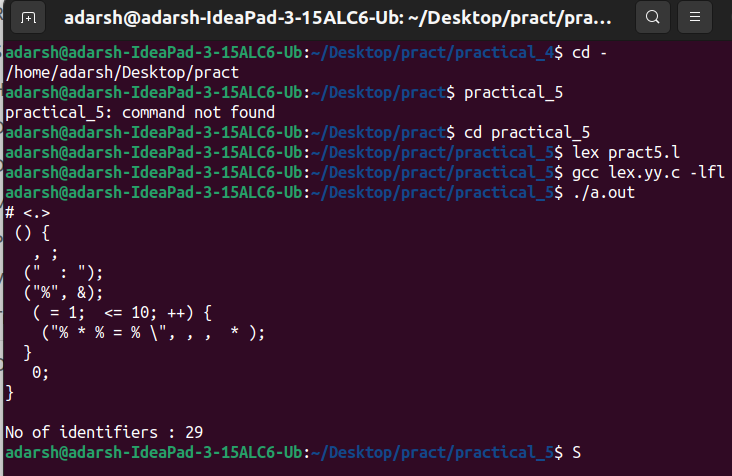 adarsh@adarsh-IdeaPad-3-15ALC6-Ub: ~/Desktop/pract/pra...
adarsh@adarsh-IdeaPad-3-15ALC6-Ub:~/Desktop/pract/practical_4$ cd -
/home/adarsh/Desktop/pract
adarsh@adarsh-IdeaPad-3-15ALC6-Ub:~/Desktop/pract$ practical_5
practical_5: command not found
adarsh@adarsh-IdeaPad-3-15ALC6-Ub:~/Desktop/pract$ cd practical_5
adarsh@adarsh-IdeaPad-3-15ALC6-Ub:~/Desktop/pract/practical_5$ lex pract5.l
adarsh@adarsh-IdeaPad-3-15ALC6-Ub:~/Desktop/pract/practical_5$ gcc lex.yy.c -lfl
adarsh@adarsh-IdeaPad-3-15ALC6-Ub:~/Desktop/pract/practical_5$ ./a.out
# <.>
 () {
   , ;
  ("  : ");
  ("%", &);
   ( = 1;  <= 10; ++) {
    ("% * % = % \", , ,  * );
  }
   0;
}

No of identifiers : 29
adarsh@adarsh-IdeaPad-3-15ALC6-Ub:~/Desktop/pract/practical_5$ S